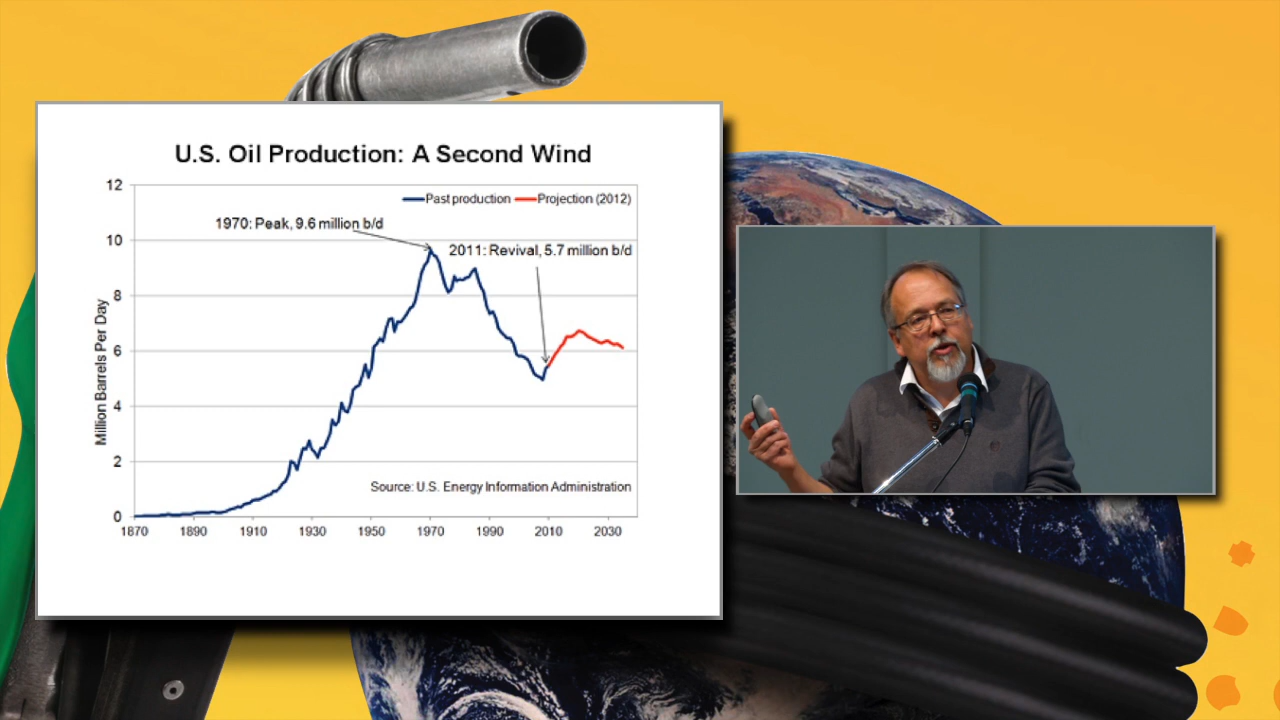 U.S. Oil Production: A Second Wind
12
Past production
Projection (2012)
1970: Peak, 9.6 million b/d
10
2011: Revival, 5.7 million b/d
8
Million Barrels Per Day
6
4
2
Source: U.S. Energy Information Administration
0
1870 1890 1910 1930 1950 1970 1990 2010 2030